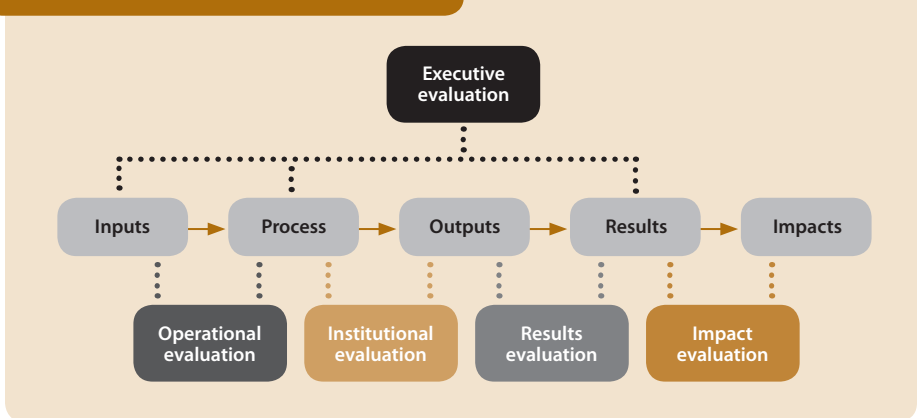 Executive
evaluation
Inputs
Process
Outputs
Results
Impacts
Operational
evaluation
Institutional
evaluation
Results
evaluation
Impact
evaluation